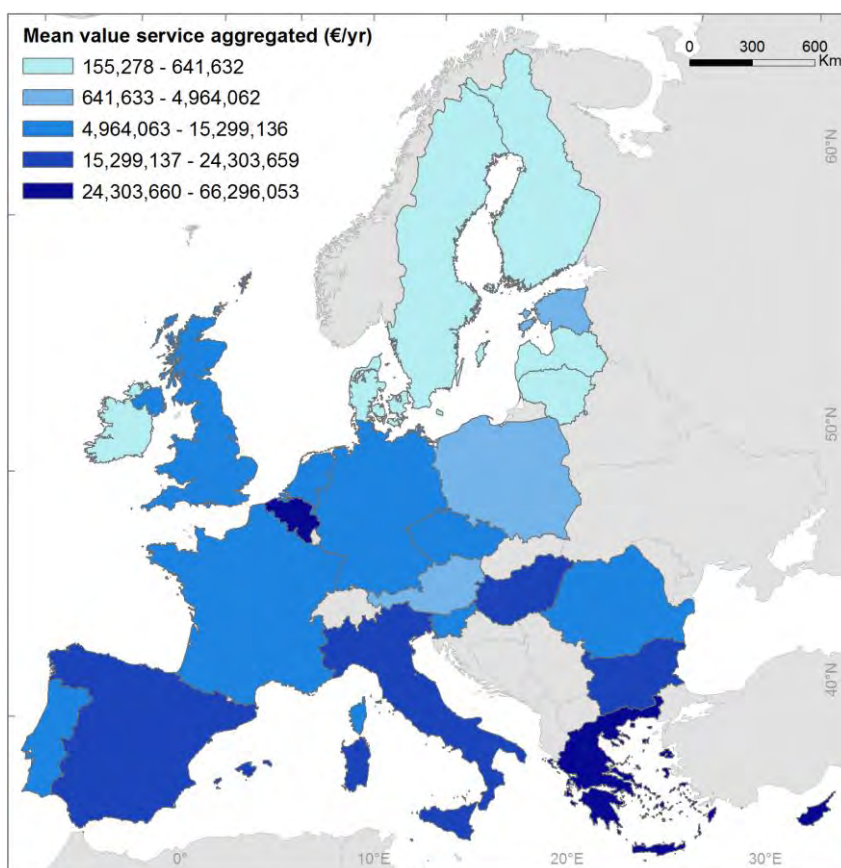 Mean value service aggregated (€/yr)
155,278 - 641,632
641,633 - 4,964,062
4,964,063 - 15,299,136
15,299,137 - 24,303,659
24,303,660 - 66,296,053
0 300 600
Km
60°N
50°N
40°N
0° 10°E 20°E 30°E